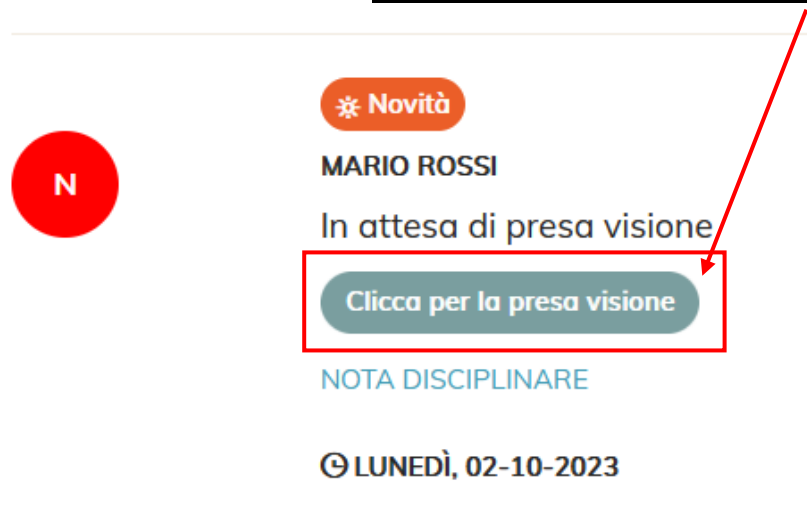 Novità
N
MARIO ROSSI
In attesa di presa visione
Clicca per la presa visione
NOTA DISCIPLINARE
LUNEDÌ, 02-10-2023